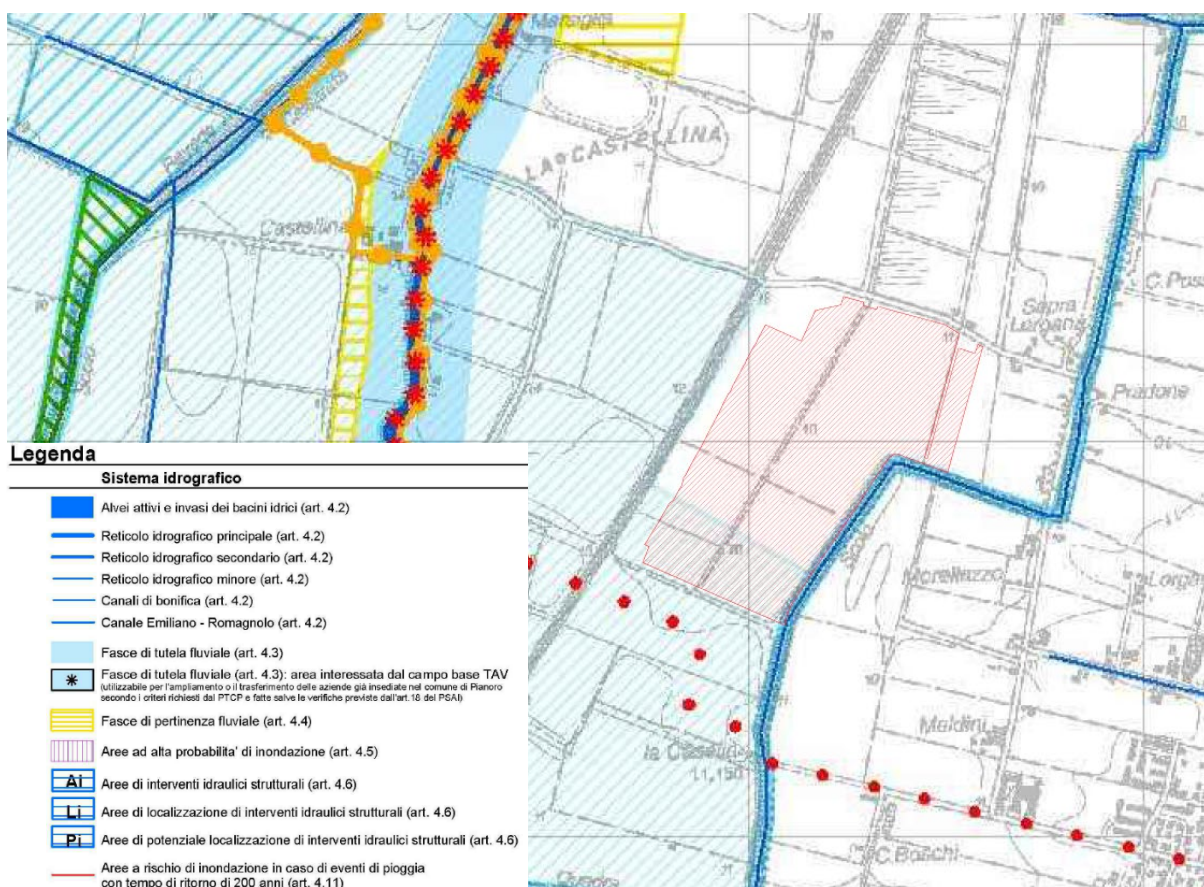 LAª CASTELLINA
Castellina
Sopra
Lorgana
C. Poss
Pradone
10
Morellazzo
Lorga
Maldini
la Caselle
11,150
C. Boschi
Legenda
Sistema idrografico
Alvei attivi e invasi dei bacini idrici (art. 4.2)
Reticolo idrografico principale (art. 4.2)
Reticolo idrografico secondario (art. 4.2)
Reticolo idrografico minore (art. 4.2)
Canali di bonifica (art. 4.2)
Canale Emiliano - Romagnolo (art. 4.2)
Fasce di tutela fluviale (art. 4.3)
Fasce di tutela fluviale (art. 4.3): area interessata dal campo base TAV
(utilizzabile per l'ampliamento o il trasferimento delle aziende già insediate nel comune di Pianoro
secondo i criteri richiesti dal PTCP e fatte salve le verifiche previste dall'art. 18 del PSAI)
Fasce di pertinenza fluviale (art. 4.4)
Aree ad alta probabilita' di inondazione (art. 4.5)
Ai Aree di interventi idraulici strutturali (art. 4.6)
Li Aree di localizzazione di interventi idraulici strutturali (art. 4.6)
Pi Aree di potenziale localizzazione di interventi idraulici strutturali (art. 4.6)
Aree a rischio di inondazione in caso di eventi di pioggia
con tempo di ritorno di 200 anni (art. 4.11)